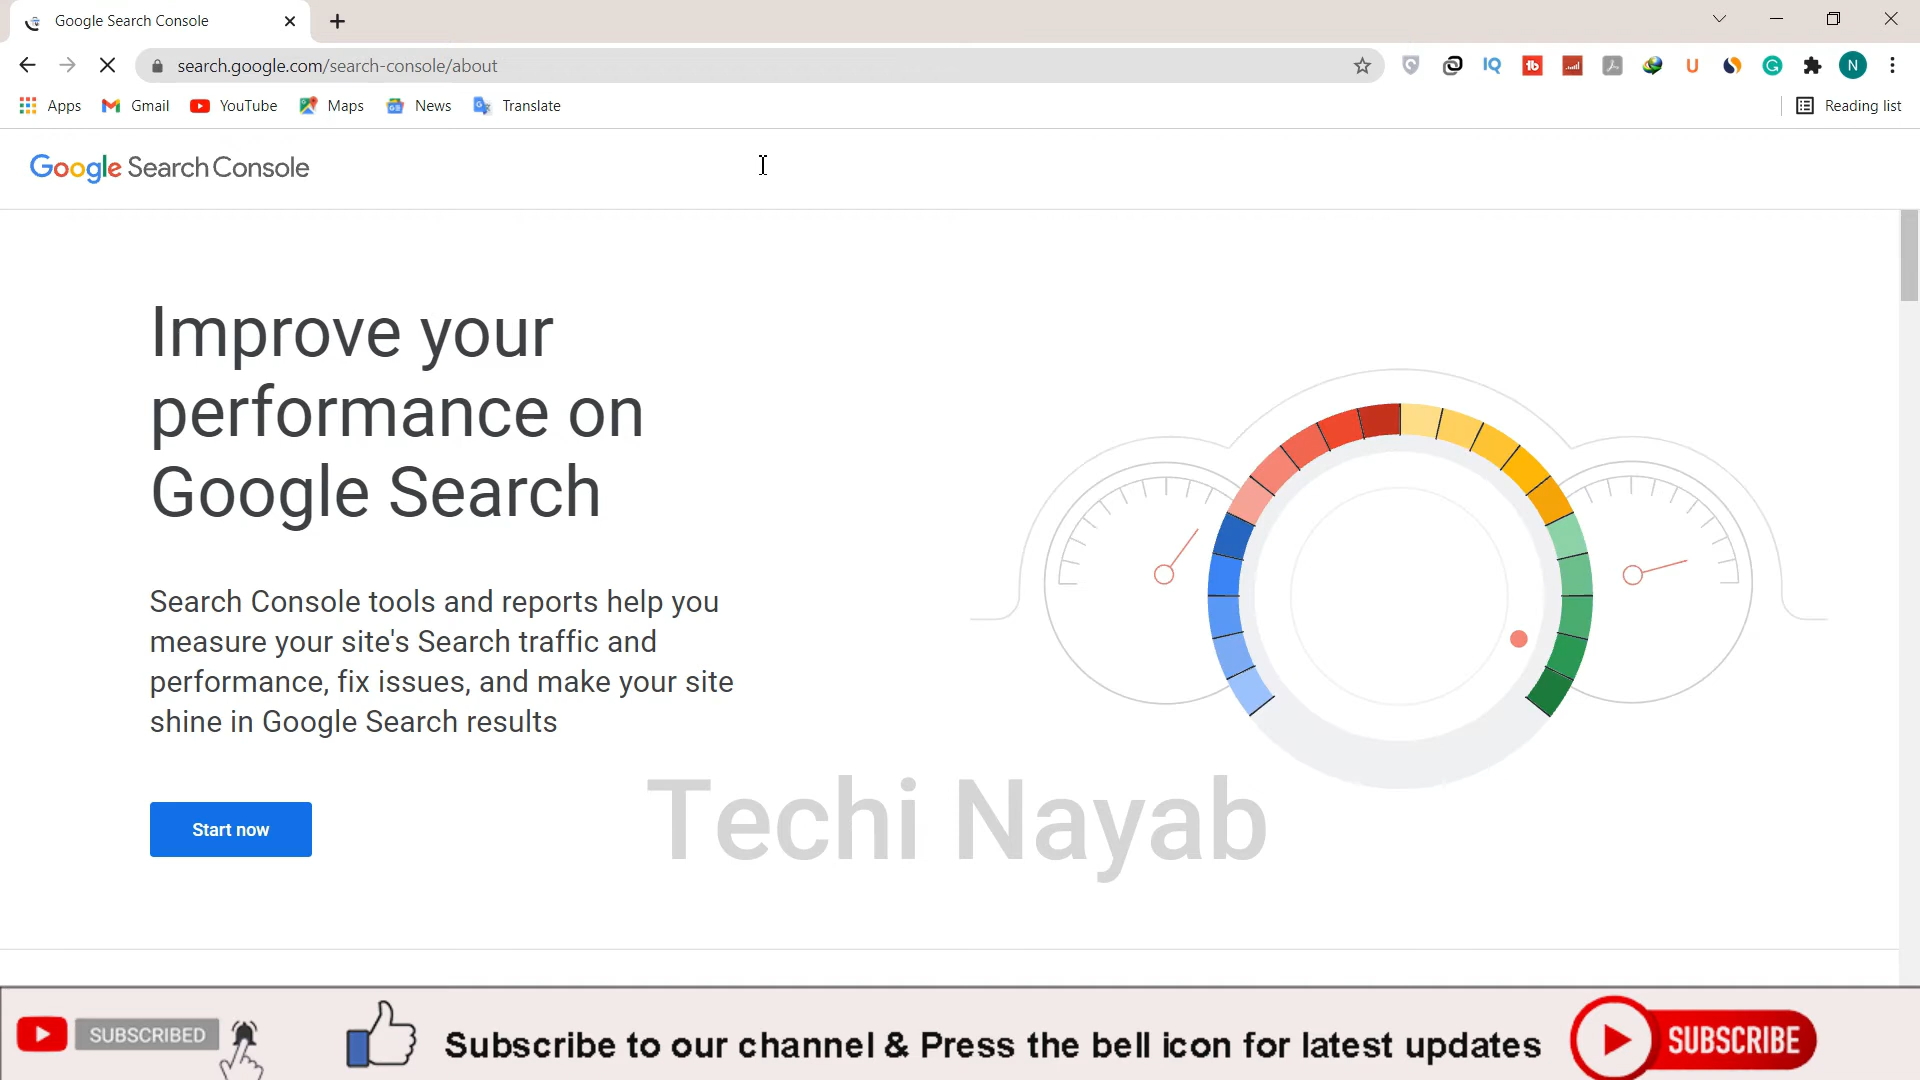 Google Search Console
search.google.com/search-console/about
IQ
tb
U
G
N
Apps
Gmail
YouTube
Maps
News
Translate
Reading list
Google Search Console
Improve your
performance on
Google Search
Search Console tools and reports help you
measure your site's Search traffic and
performance, fix issues, and make your site
shine in Google Search results
Start now
Techi Nayab
SUBSCRIBED
Subscribe to our channel & Press the bell icon for latest updates
SUBSCRIBE